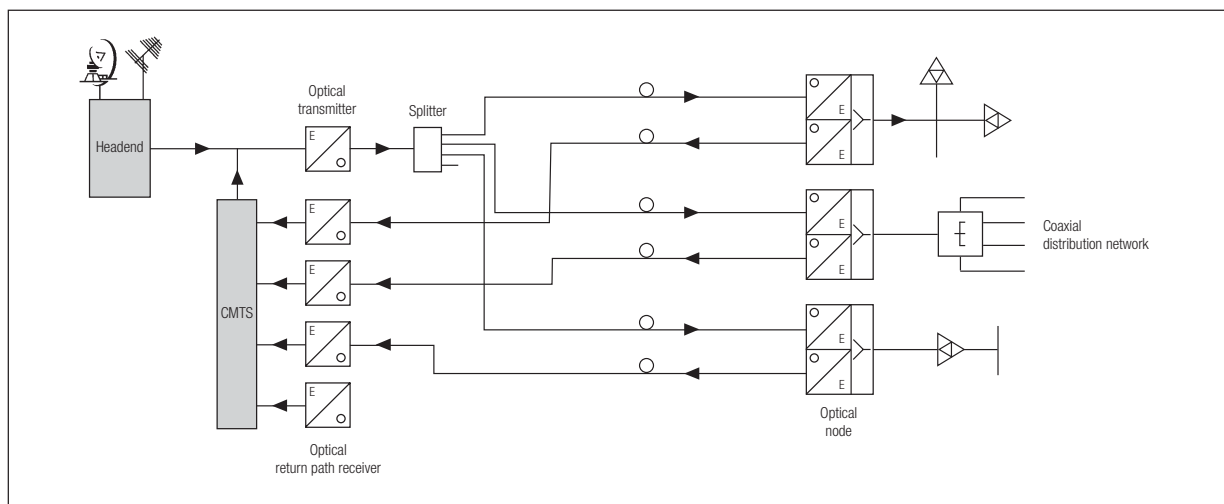 Optical
transmitter
Splitter
Headend
E
E
E
E
E
E
E
E
E
E
E
CMTS
Coaxial
distribution network
Optical
return path receiver
Optical
node